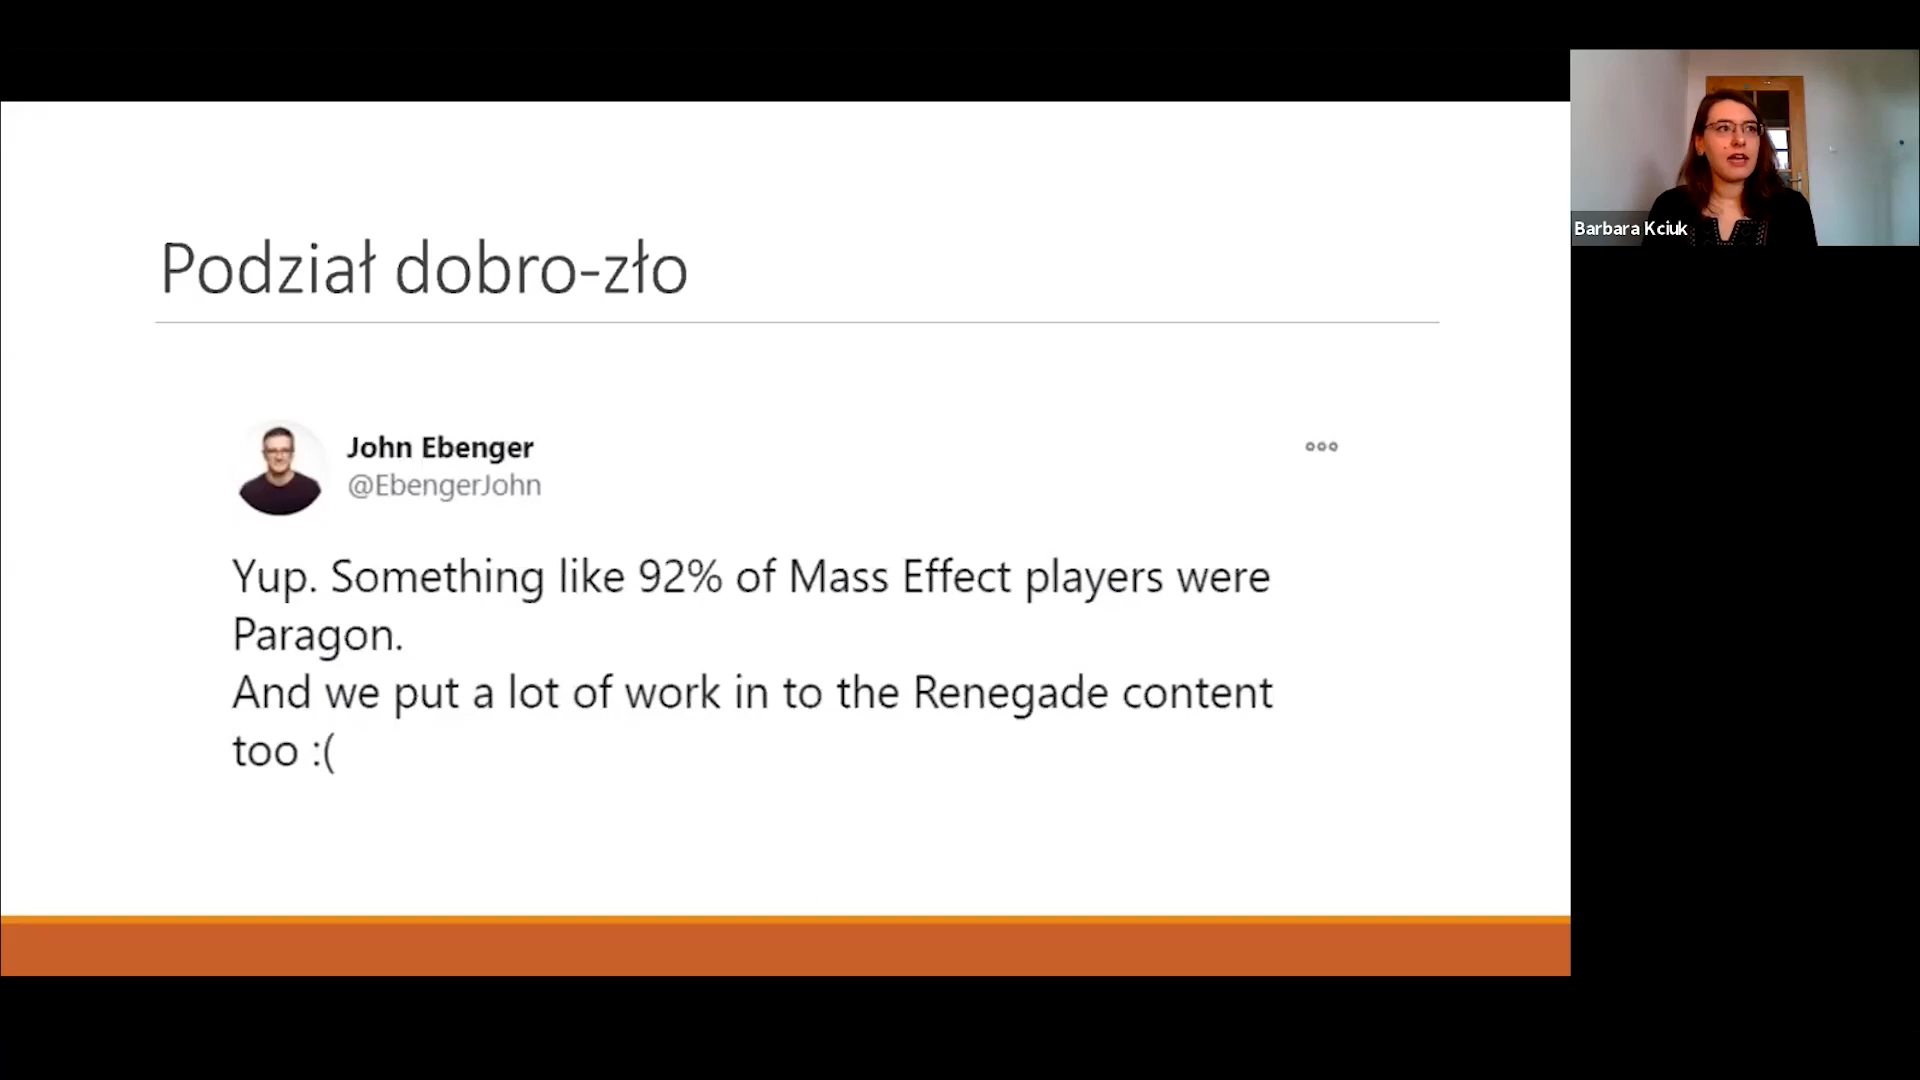 Podział dobro-zło
John Ebenger
@EbengerJohn
Yup. Something like 92% of Mass Effect players were
Paragon.
And we put a lot of work in to the Renegade content
too :(
Barbara Kciuk